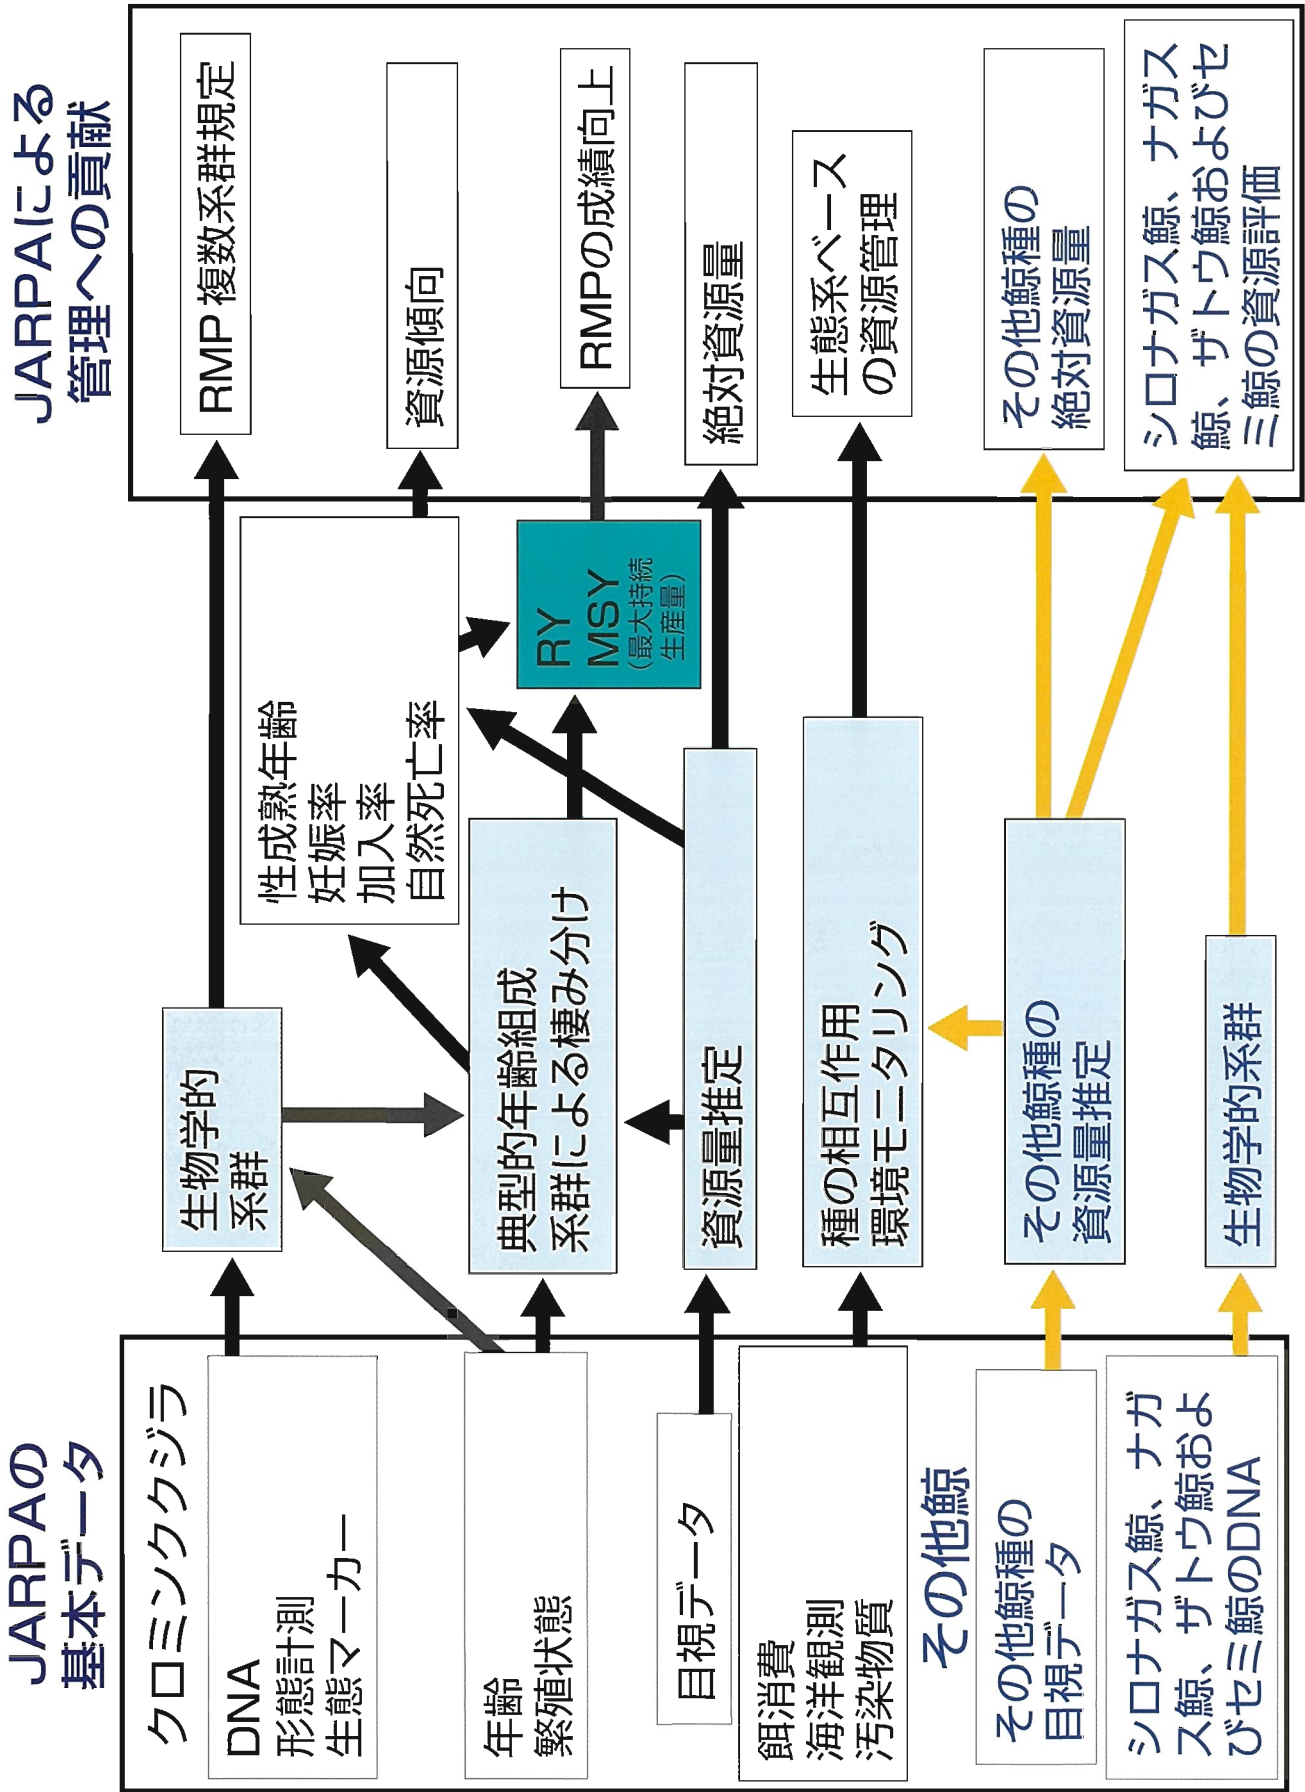 JARPAの
基本データ
クロミンククジラ
DNA
形態計測
生態マーカー
年齢
繁殖状態
目視データ
餌消費
海洋観測
汚染物質
その他鯨
その他鯨種の
目視データ
シロナガス鯨、ナガ
ス鯨、ザトウ鯨およ
びセミ鯨のDNA
生物学的
系群
典型的年齢組成
系群による棲み分け
資源量推定
種の相互作用
環境モニタリング
その他鯨種の
資源量推定
生物学的系群
性成熟年齢
妊娠率
加入率
自然死亡率
RY
MSY
(最大持続
生産量)
JARPAによる
管理への貢献
RMP複数系群規定
資源傾向
RMPの成績向上
絶対資源量
生態系ベース
の資源管理
その他鯨種の
絶対資源量
シロナガス鯨、ナガス
鯨、ザトウ鯨およびセ
ミ鯨の資源評価